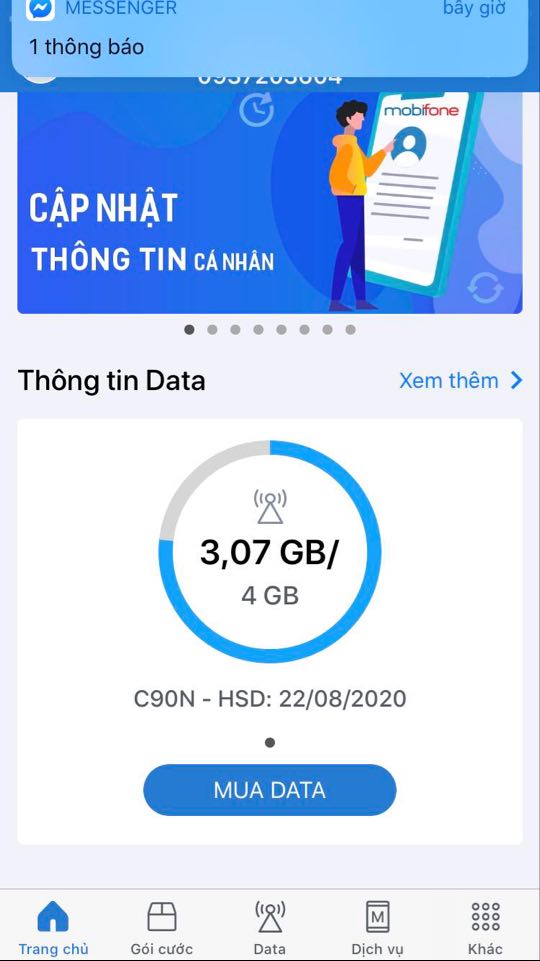 MESSENGER
bây giờ
1 thông báo
mobifone
CẬP NHẬT
THÔNG TIN CÁ NHÂN
Thông tin Data
Xem thêm
3,07 GB/
4 GB
C90N - HSD: 22/08/2020
MUA DATA
Trang chủ
Gói cước
Data
M
Dịch vụ
Khác